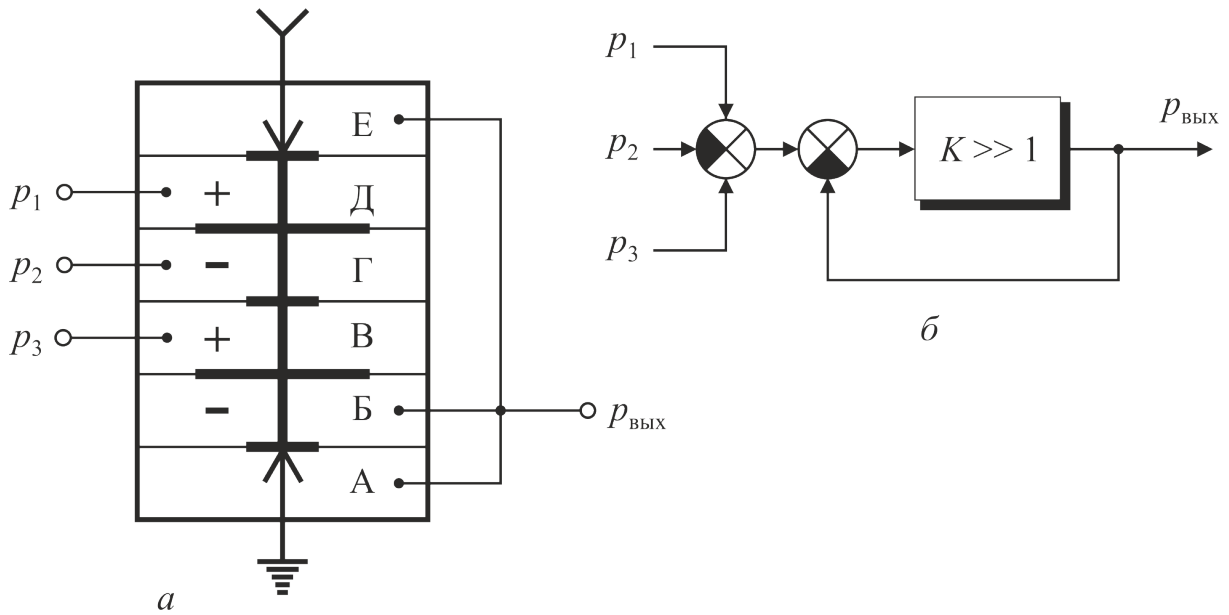 Е
p1 + Д
p2 − Г
p3 + В
− Б pвых
А
а
p1
p2 K >> 1 pвых
p3
б